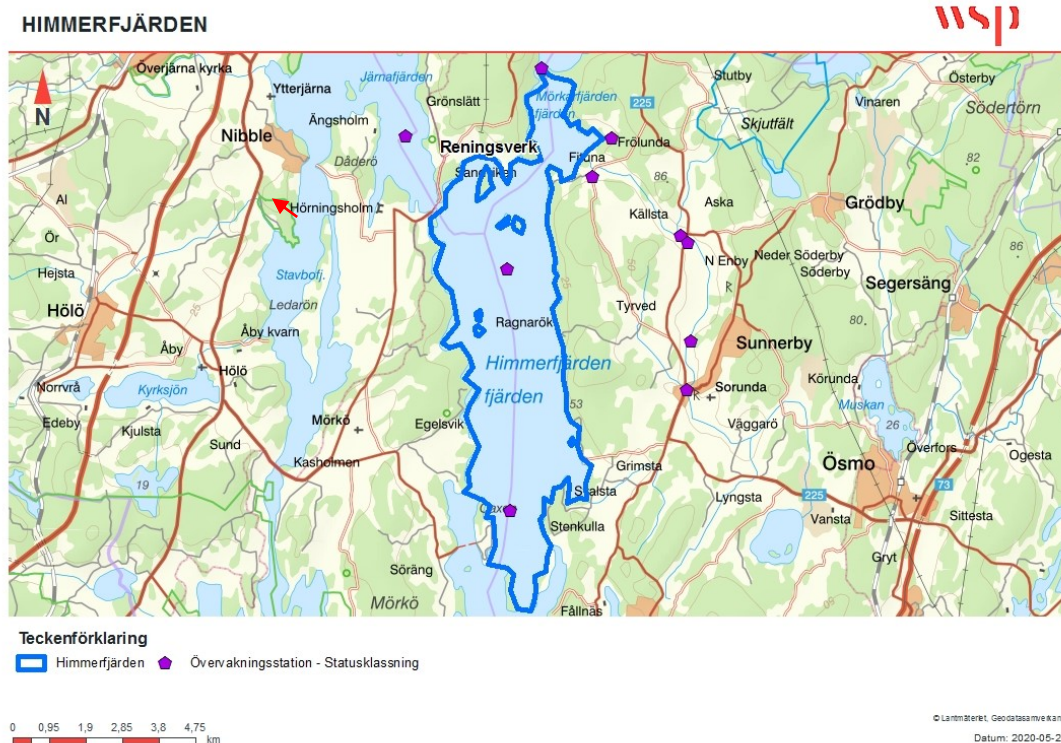 HIMMERFJÄRDEN
wsp
N
Överjärna kyrka
Ytterjärna
Ängsholm
Nibble
Dåderö
Järnafjärden
Grönslätt
Reningsverk
Mörkarfjärden
fjärden
225
Stutby
Skjutfält
Vinaren
Österby
Södertörn
Frölunda
Fituna
86
82
Al
Ör
Hejsta
Hörningsholm
Källsta
Aska
Grödby
Stavbofj.
Ledarön
25
N Enby
Neder Söderby
Söderby
86
Segersäng
Hölö
Åby kvarn
Åby
Hölö
Ragnarök
Tyrved
80
Sunnerby
Himmerfjärden
fjärden
Norrvrå
Kyrksjön
Edeby
Kjulsta
Sund
Mörkö
Egelsvik
53
Sorunda
Körunda
Muskan
26
Väggarö
Överfors
Ogesta
Kasholmen
19
Grimsta
Ösmo
Lyngsta
225
73
Vansta
Sittesta
Stenkulla
Gryt
Söräng
Mörkö
Fållnäs
Teckenförklaring
Himmerfjärden
Övervakningsstation - Statusklassning
0 0,95 1,9 2,85 3,8 4,75
km
© Lantmäteriet, Geodatasamverkan
Datum: 2020-05-2